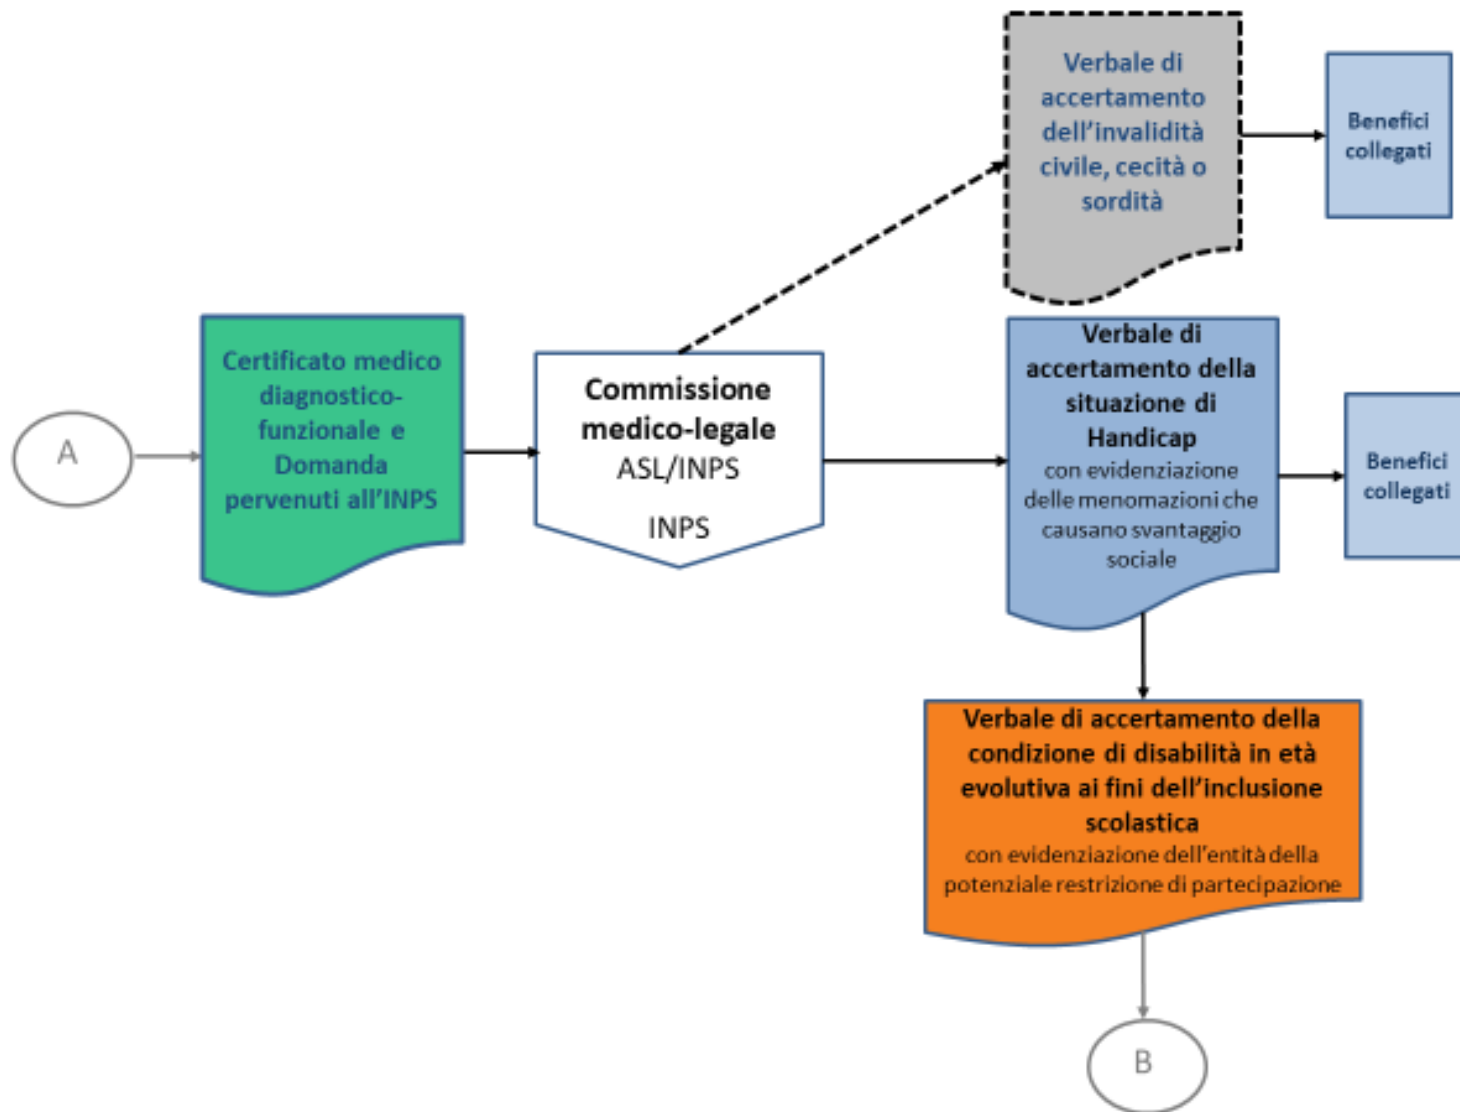 A
Certificato medico
diagnostico-
funzionale e
Domanda
pervenuti all'INPS
Commissione
medico-legale
ASL/INPS
INPS
Verbale di
accertamento
dell'invalidità
civile, cecità o
sordità
Benefici
collegati
Verbale di
accertamento della
situazione di
Handicap
con evidenziazione
delle menomazioni che
causano svantaggio
sociale
Benefici
collegati
Verbale di accertamento della
condizione di disabilità in età
evolutiva ai fini dell'inclusione
scolastica
con evidenziazione dell'entità della
potenziale restrizione di partecipazione
B